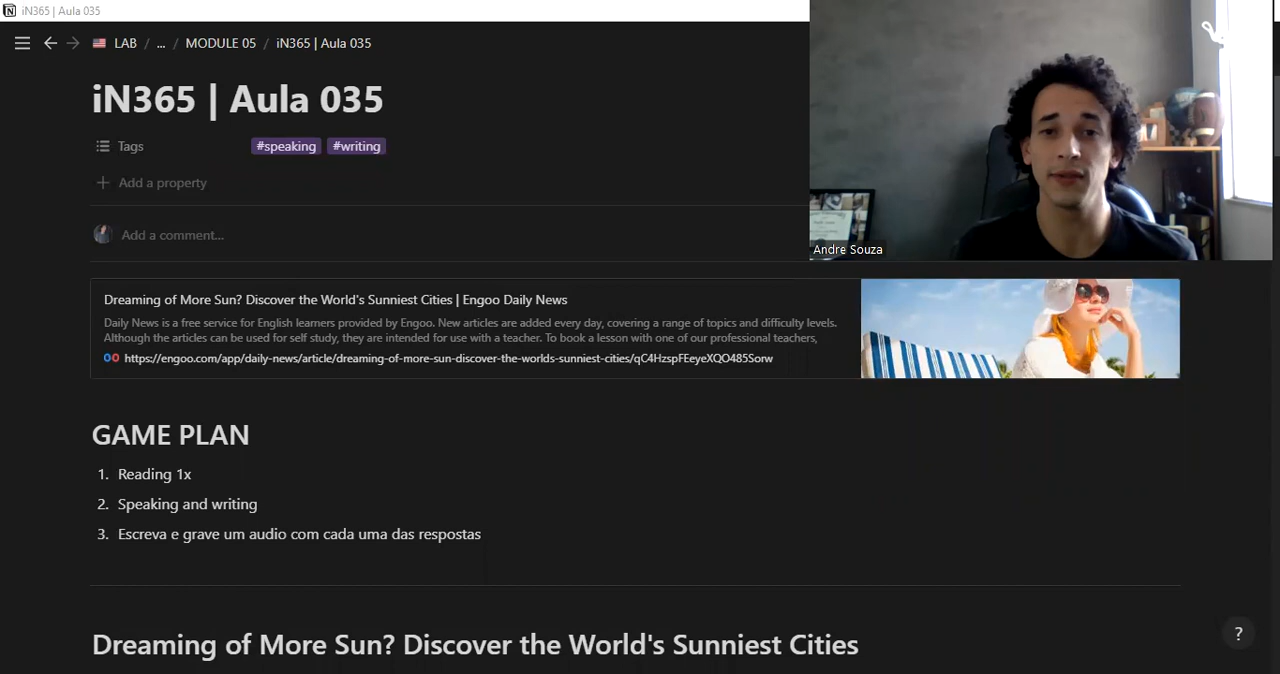 iN365 | Aula 035
LAB / ... / MODULE 05 / iN365 | Aula 035
iN365 | Aula 035
Tags #speaking #writing
Add a property
Add a comment...
Andre Souza
Dreaming of More Sun? Discover the World's Sunniest Cities | Engoo Daily News
Daily News is a free service for English learners provided by Engoo. New articles are added every day, covering a range of topics and difficulty levels.
Although the articles can be used for self study, they are intended for use with a teacher. To book a lesson with one of our professional teachers,
https://engoo.com/app/daily-news/article/dreaming-of-more-sun-discover-the-worlds-sunniest-cities/qC4HzspFEeyeXQO485Sorw
GAME PLAN
1. Reading 1x
2. Speaking and writing
3. Escreva e grave um audio com cada uma das respostas
Dreaming of More Sun? Discover the World's Sunniest Cities
?